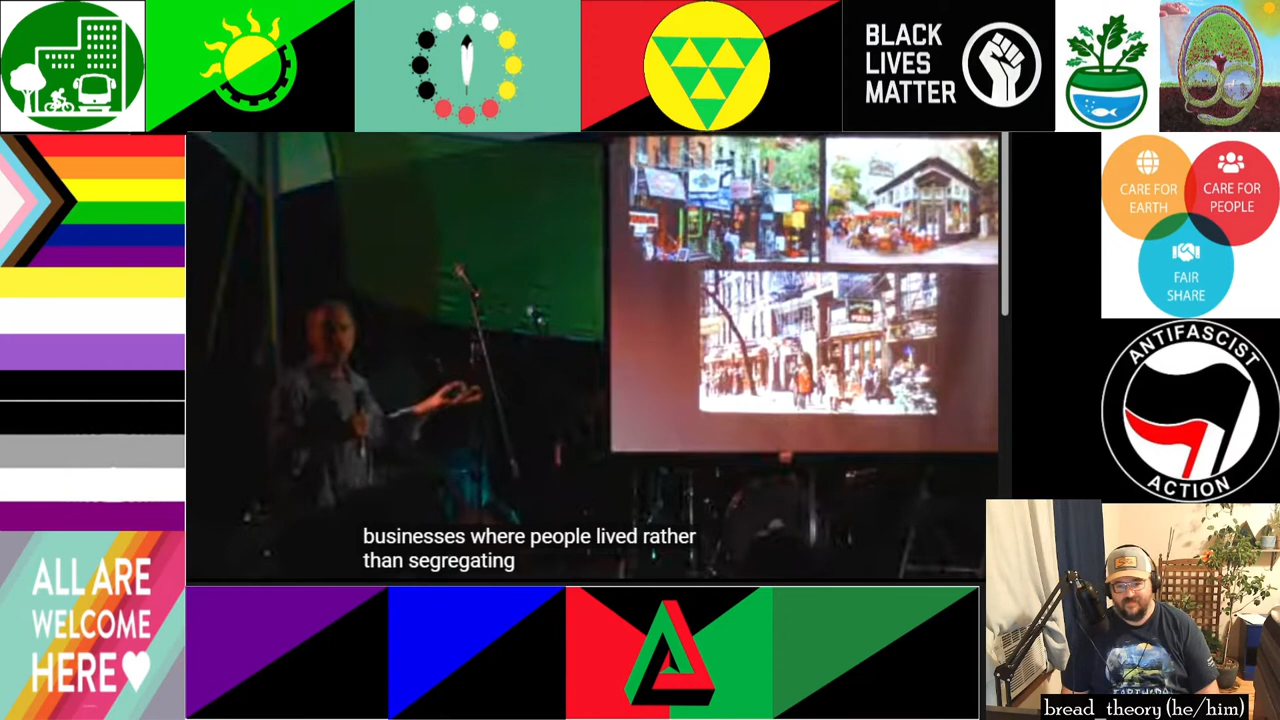 BLACK
LIVES
MATTER
CARE FOR
EARTH
CARE FOR
PEOPLE
FAIR
SHARE
ANTIFASCIST
ACTION
businesses where people lived rather
than segregating
ALL ARE
WELCOME
HERE
bread_theory (he/him)